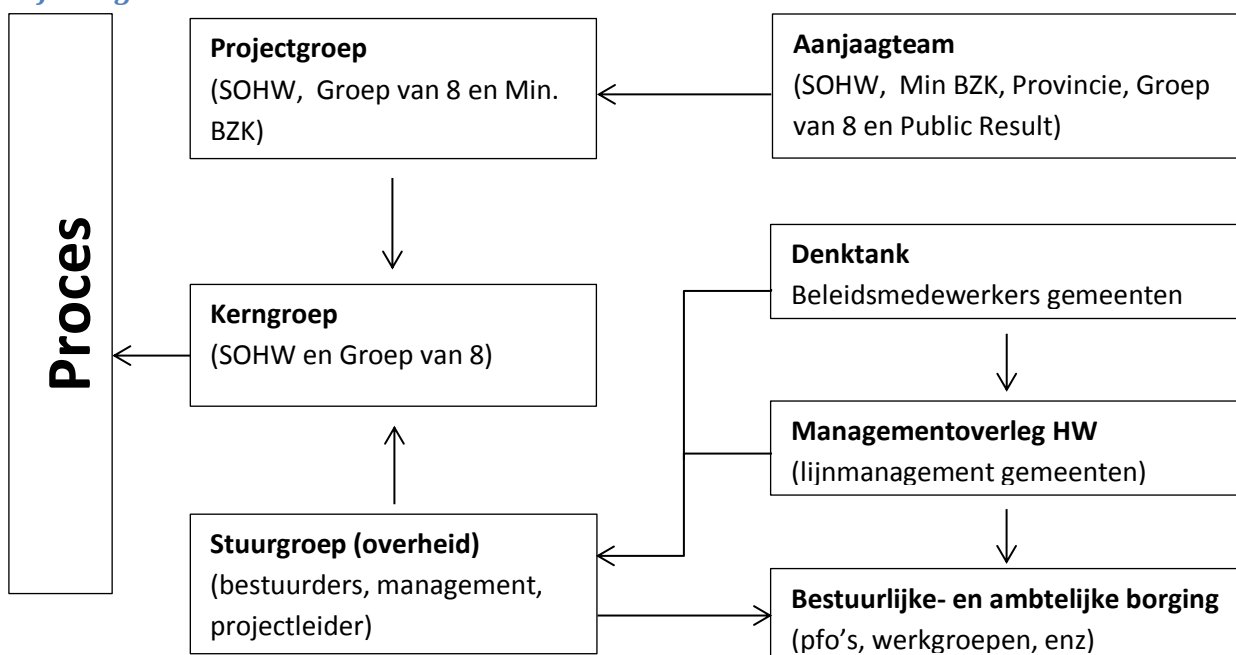 Proces
Projectgroep
(SOHW, Groep van 8 en Min.
BZK)
Aanjaagteam
(SOHW, Min BZK, Provincie, Groep
van 8 en Public Result)
Kerngroep
(SOHW en Groep van 8)
Denktank
Beleidsmedewerkers gemeenten
Managementoverleg HW
(lijnmanagement gemeenten)
Stuurgroep (overheid)
(bestuurders, management,
projectleider)
Bestuurlijke- en ambtelijke borging
(pfo's, werkgroepen, enz)